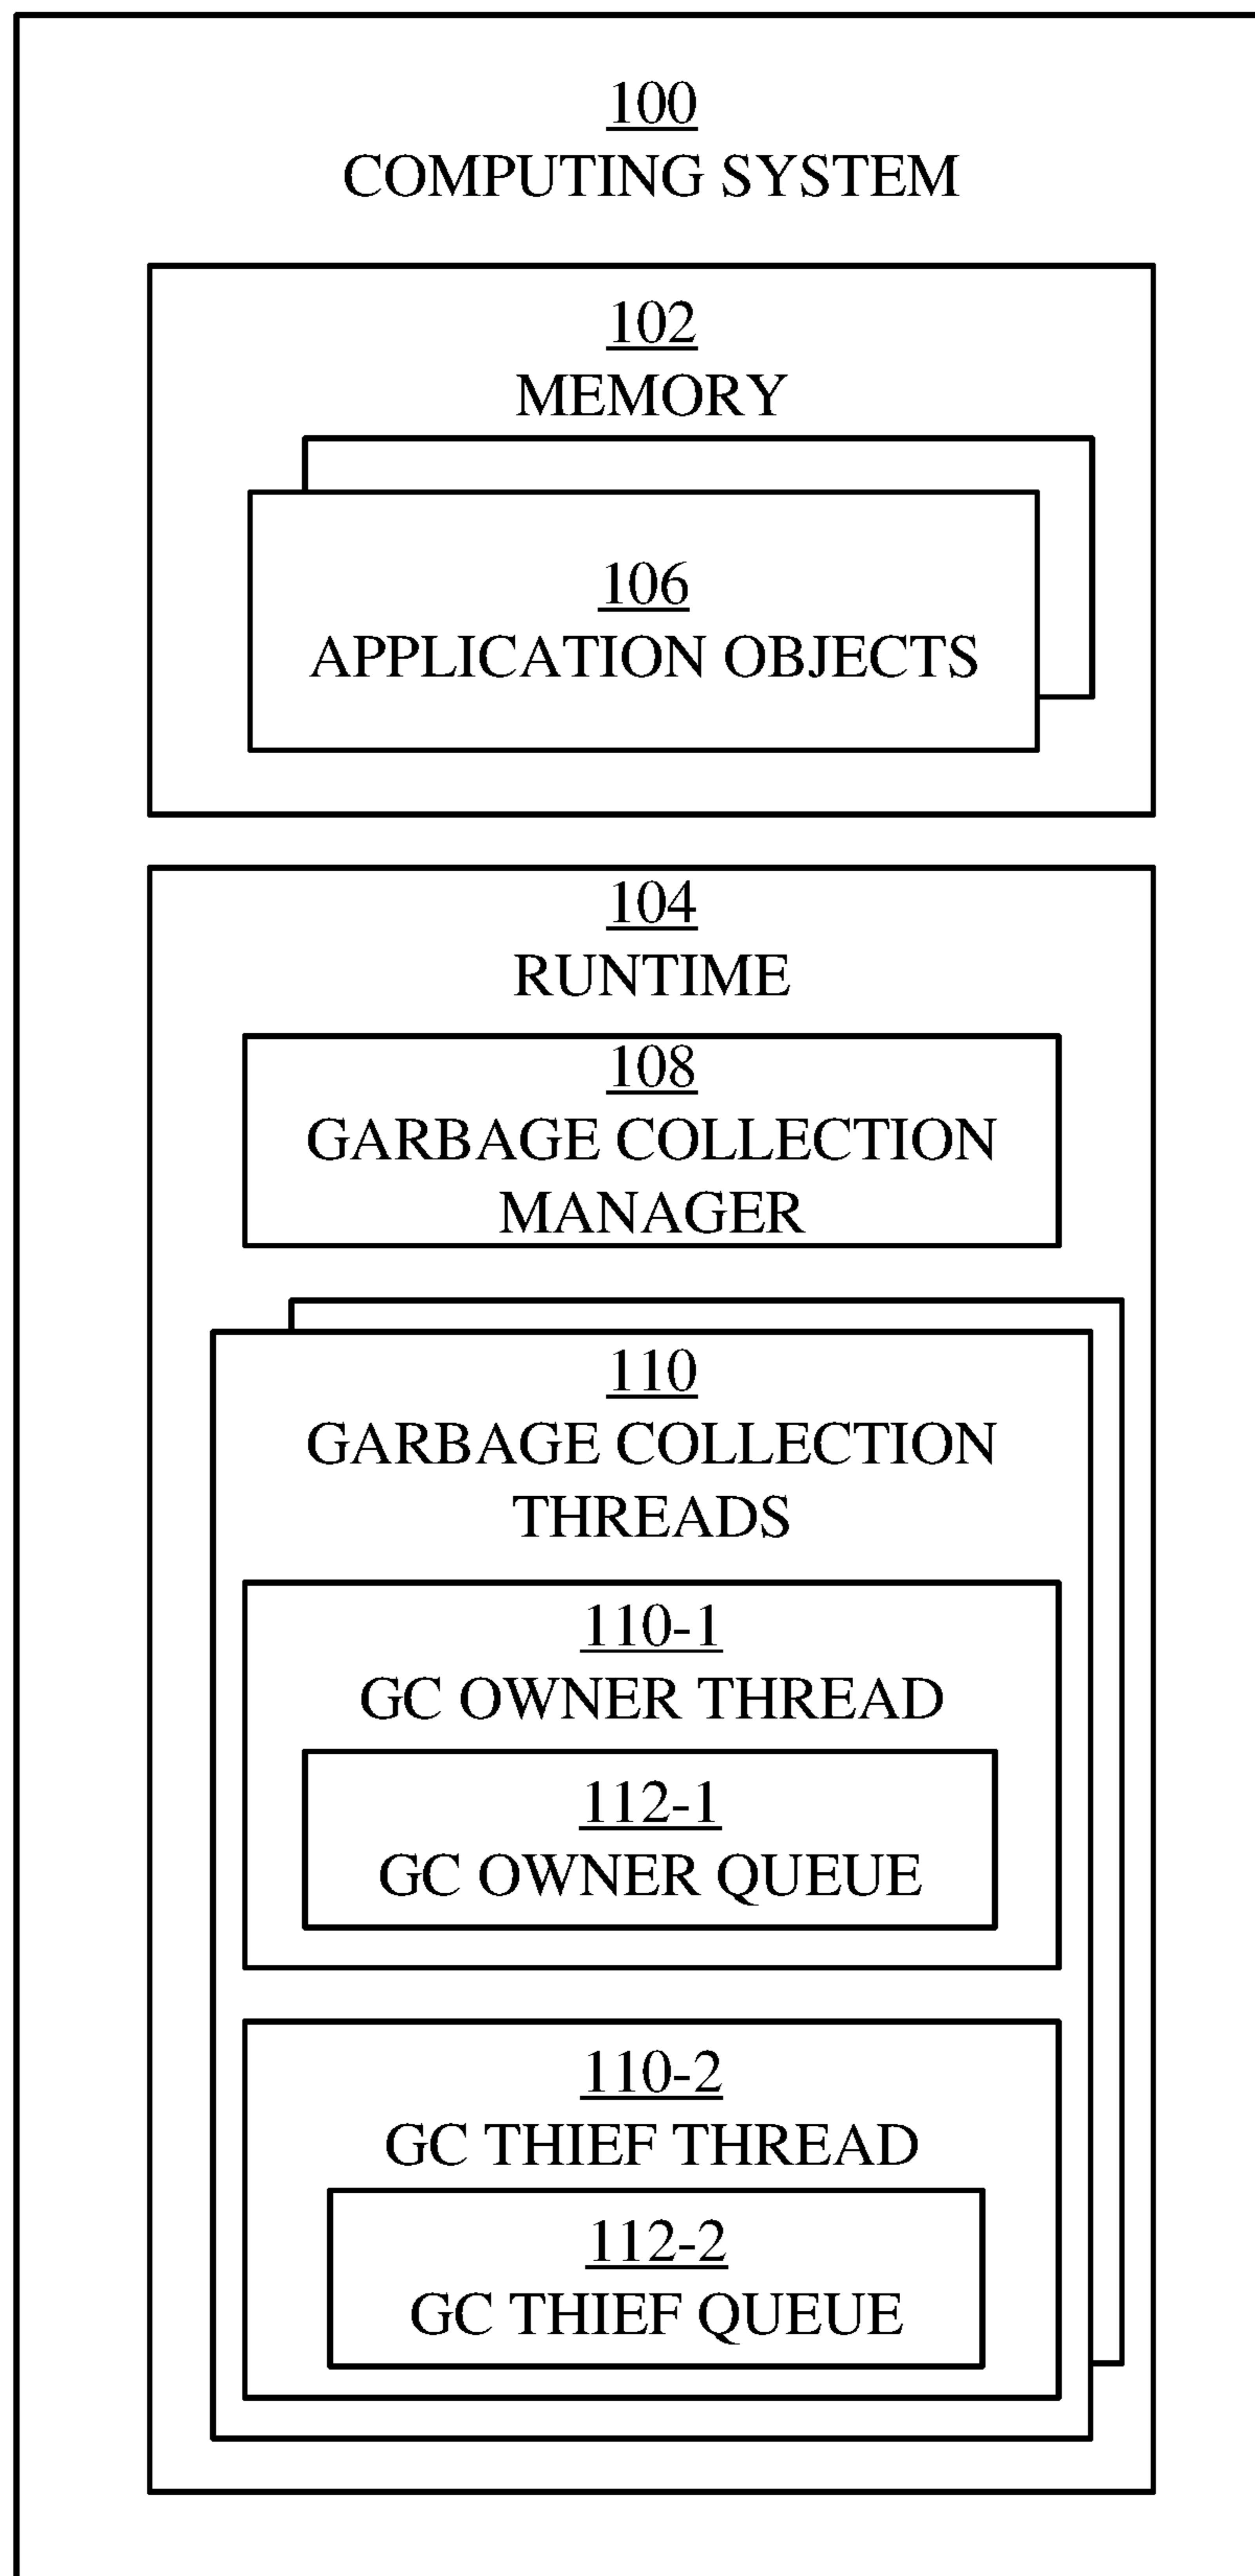 100
COMPUTING SYSTEM
102
MEMORY
106
APPLICATION OBJECTS
104
RUNTIME
108
GARBAGE COLLECTION
MANAGER
110
GARBAGE COLLECTION
THREADS
110-1
GC OWNER THREAD
112-1
GC OWNER QUEUE
110-2
GC THIEF THREAD
112-2
GC THIEF QUEUE